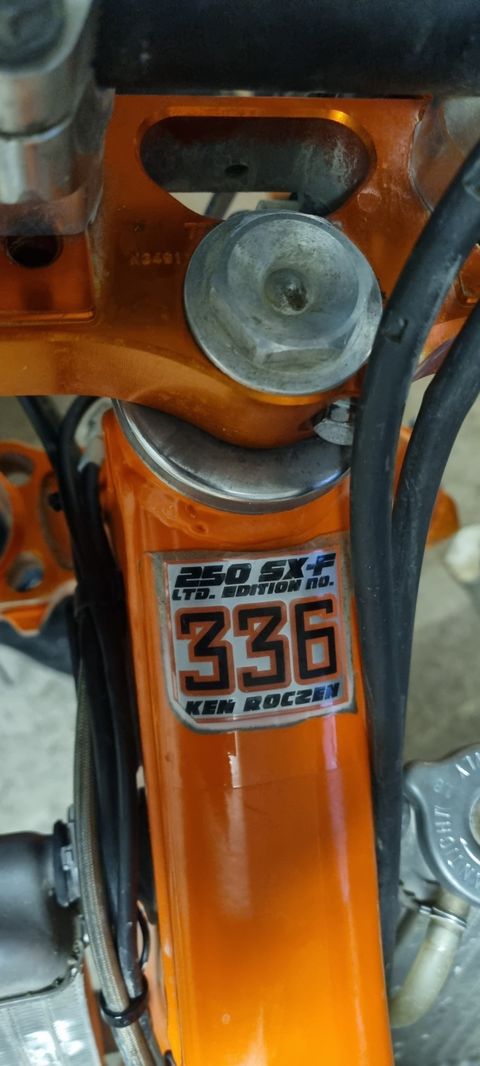 250 SX-F
LTD. EDITION NO.
336
KEN ROCZEN